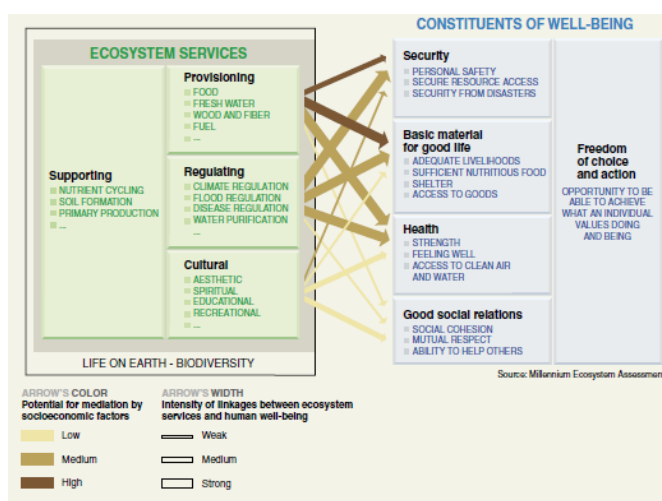 CONSTITUENTS OF WELL-BEING
ECOSYSTEM SERVICES
Supporting
NUTRIENT CYCLING
SOIL FORMATION
PRIMARY PRODUCTION
...
Provisioning
FOOD
FRESH WATER
WOOD AND FIBER
FUEL
...
Regulating
CLIMATE REGULATION
FLOOD REGULATION
DISEASE REGULATION
WATER PURIFICATION
...
Cultural
AESTHETIC
SPIRITUAL
EDUCATIONAL
RECREATIONAL
...
LIFE ON EARTH - BIODIVERSITY
Security
PERSONAL SAFETY
SECURE RESOURCE ACCESS
SECURITY FROM DISASTERS
Basic material
for good life
ADEQUATE LIVELIHOODS
SUFFICIENT NUTRITIOUS FOOD
SHELTER
ACCESS TO GOODS
Health
STRENGTH
FEELING WELL
ACCESS TO CLEAN AIR
AND WATER
Good social relations
SOCIAL COHESION
MUTUAL RESPECT
ABILITY TO HELP OTHERS
Freedom
of choice
and action
OPPORTUNITY TO BE
ABLE TO ACHIEVE
WHAT AN INDIVIDUAL
VALUES DOING
AND BEING
Source: Millennium Ecosystem Assessmen
ARROW'S COLOR
Potential for mediation by
socioeconomic factors
Low
Medium
High
ARROW'S WIDTH
Intensity of linkages between ecosystem
services and human well-being
Weak
Medium
Strong